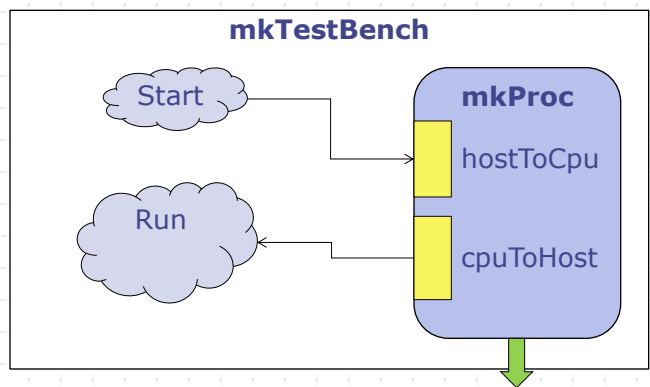 mkTestBench
Start
mkProc
hostToCpu
Run
cpuToHost